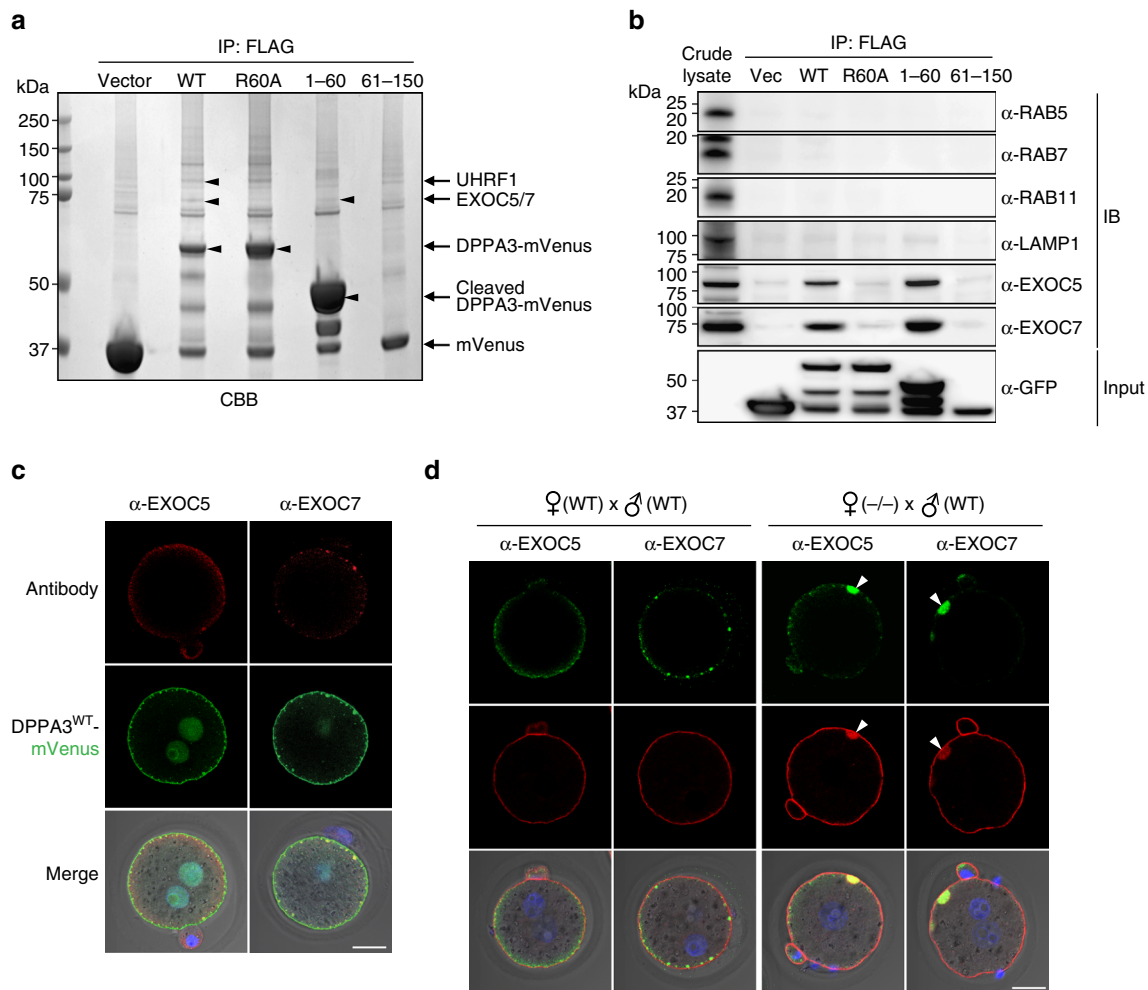 a
IP: FLAG
kDa Vector WT R60A 1–60 61–150
250
150
100
75
50
37
UHRF1
EXOC5/7
DPPA3-mVenus
Cleaved
DPPA3-mVenus
mVenus
CBB
b
IP: FLAG
Crude
lysate Vec WT R60A 1–60 61–150
kDa
25
20
α-RAB5
20
α-RAB7
25
20
α-RAB11
100
75
α-LAMP1
100
75
α-EXOC5
100
75
α-EXOC7
IB
50
37
α-GFP
Input
c
α-EXOC5 α-EXOC7
Antibody
DPPA3WT-
mVenus
Merge
d
♀(WT) x ♂(WT) ♀(–/–) x ♂(WT)
α-EXOC5 α-EXOC7 α-EXOC5 α-EXOC7